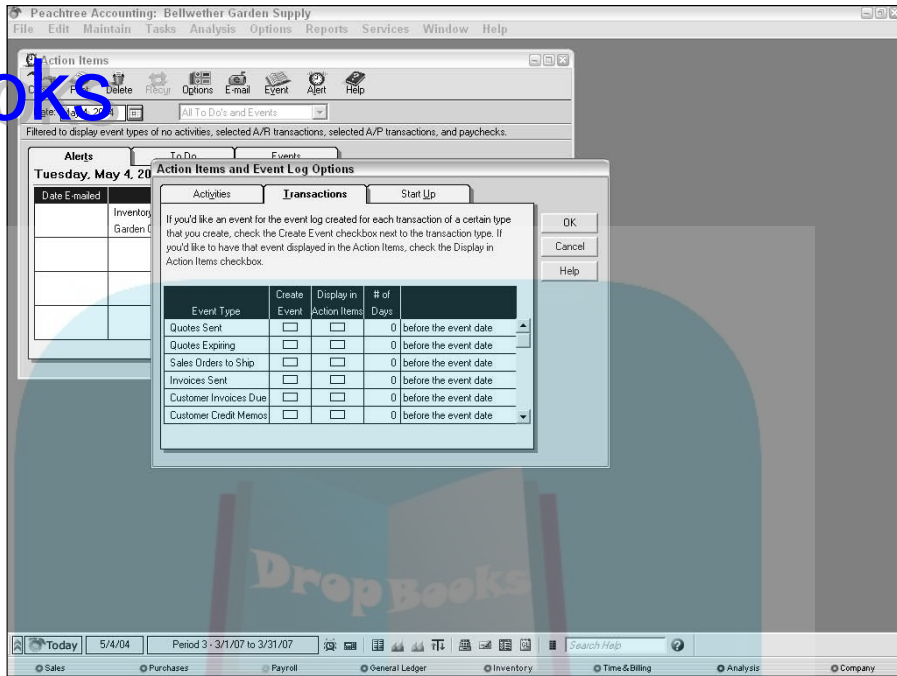 Peachtree Accounting: Bellwether Garden Supply
File Edit Maintain Tasks Analysis Options Reports Services Window Help
Action Items
Delete Recur Options E-mail Event Alert Help
All To Do's and Events
Filtered to display event types of no activities, selected A/R transactions, selected A/P transactions, and paychecks.
Alerts To Do Events
Tuesday, May 4, 20
Date E-mailed
Inventory
Garden
Action Items and Event Log Options
Activities Transactions Start Up
If you'd like an event for the event log created for each transaction of a certain type
that you create, check the Create Event checkbox next to the transaction type. If
you'd like to have that event displayed in the Action Items, check the Display in
Action Items checkbox.
OK
Cancel
Help
Event Type Create Event Display in Action Items # of Days
Quotes Sent 0 before the event date
Quotes Expiring 0 before the event date
Sales Orders to Ship 0 before the event date
Invoices Sent 0 before the event date
Customer Invoices Due 0 before the event date
Customer Credit Memos 0 before the event date
DropBooks
Today 5/4/04 Period 3 - 3/1/07 to 3/31/07 Search Help
Sales Purchases Payroll General Ledger Inventory Time & Billing Analysis Company